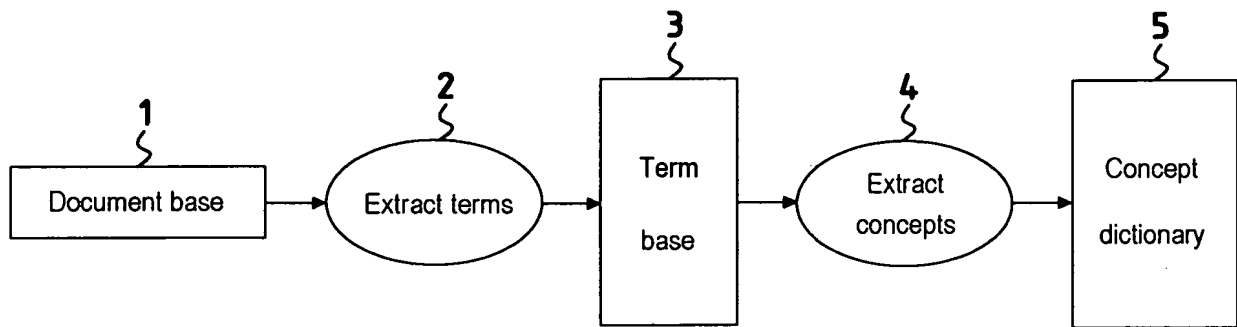 1
2
3
4
5
Document base
Extract terms
Term
base
Extract
concepts
Concept
dictionary